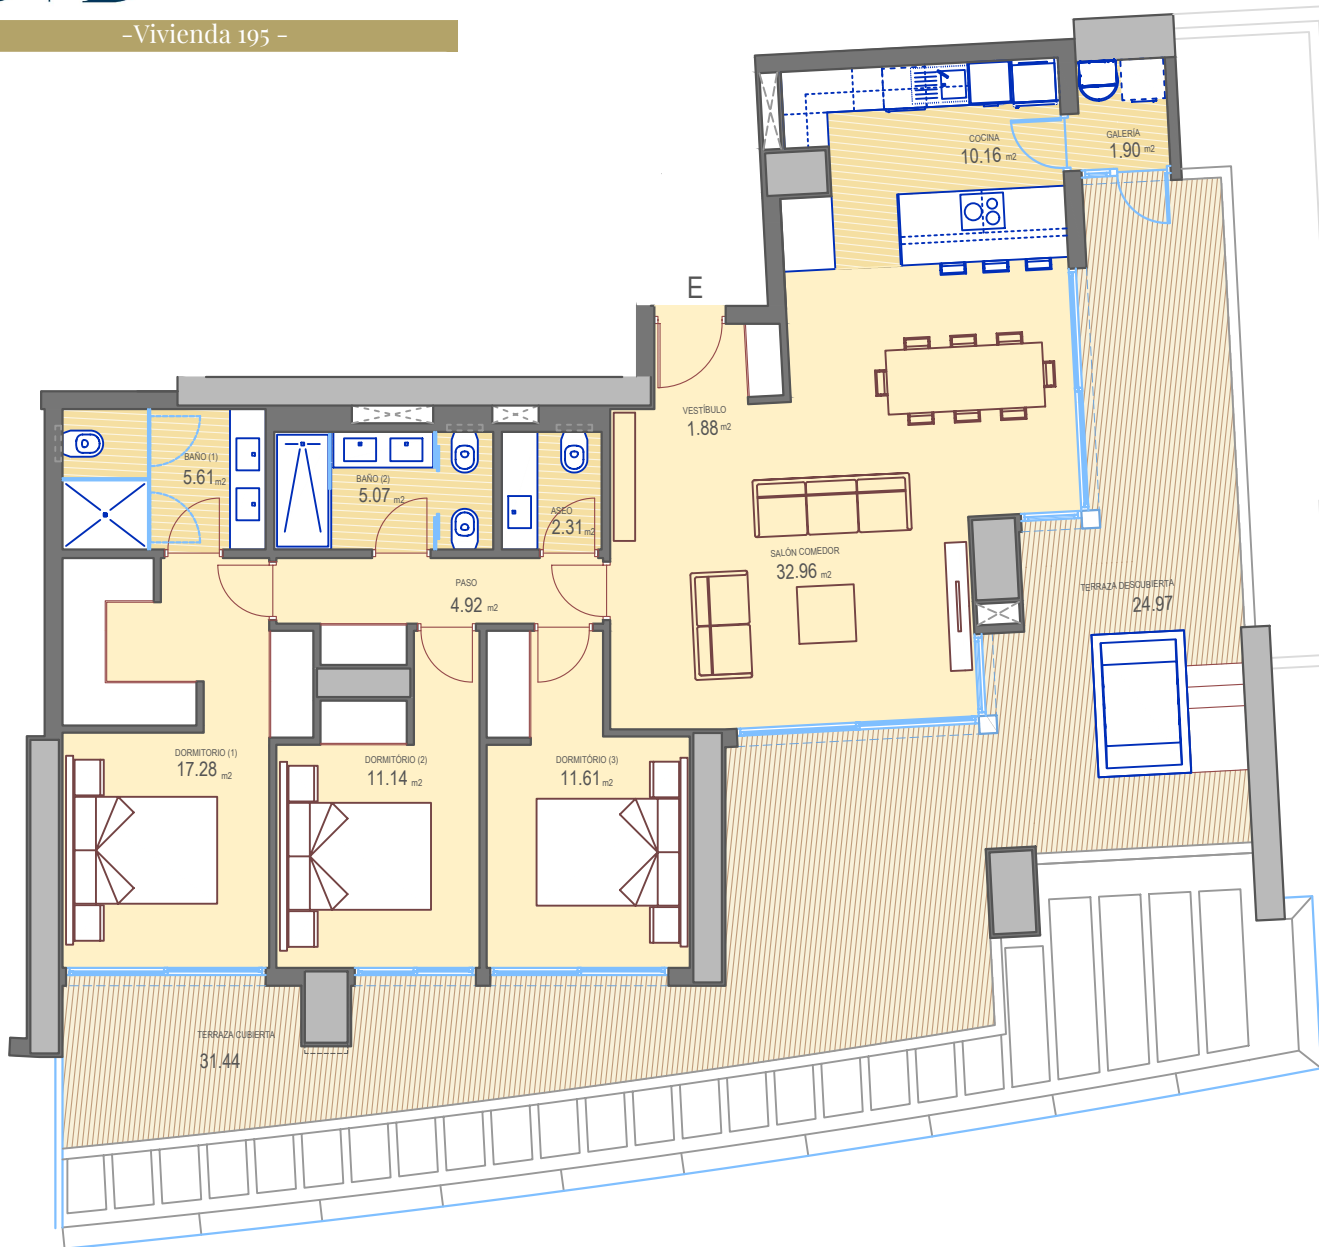 -Vivienda 195 -
COCINA
10.16 m2
GALERÍA
1.90 m2
E
VESTÍBULO
1.88 m2
BAÑO (1)
5.61 m2
BAÑO (2)
5.07 m2
ASEO
2.31 m2
SALÓN COMEDOR
32.96 m2
PASO
4.92 m2
TERRAZA DESCUBIERTA
24.97
DORMITORIO (1)
17.28 m2
DORMITÓRIO (2)
11.14 m2
DORMITÓRIO (3)
11.61 m2
TERRAZA CUBIERTA
31.44